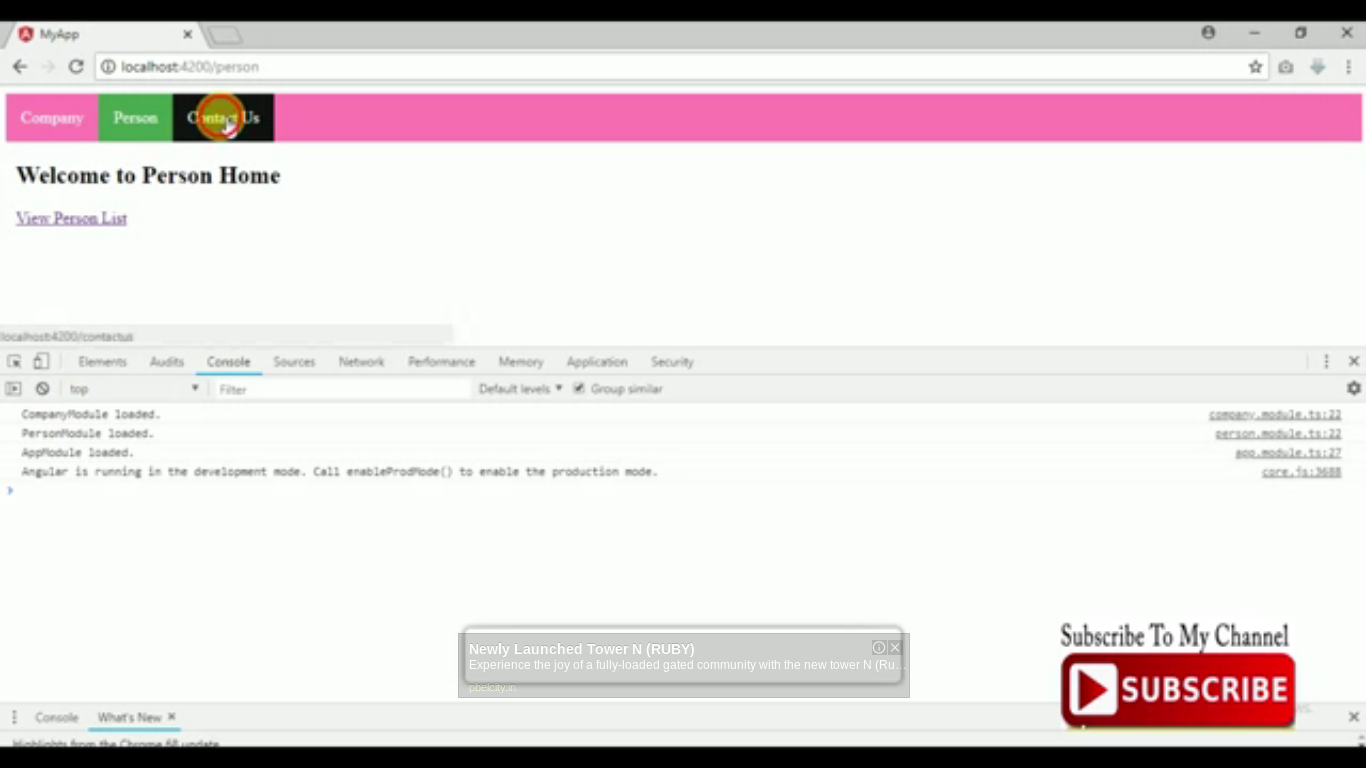 MyApp
localhost:4200/person
Company Person Contact Us
Welcome to Person Home
View Person List
localhost:4200/contactus
Elements Audits Console Sources Network Performance Memory Application Security
top Filter Default levels Group similar
CompanyModule loaded. company.module.ts:22
PersonModule loaded. person.module.ts:22
AppModule loaded. app.module.ts:27
Angular is running in the development mode. Call enableProdMode() to enable the production mode. core.js:3688
Newly Launched Tower N (RUBY)
Experience the joy of a fully-loaded gated community with the new tower N (Ru...
pbelcity.in
Subscribe To My Channel
SUBSCRIBE
Console What's New
Highlights from the Chrome 68 update